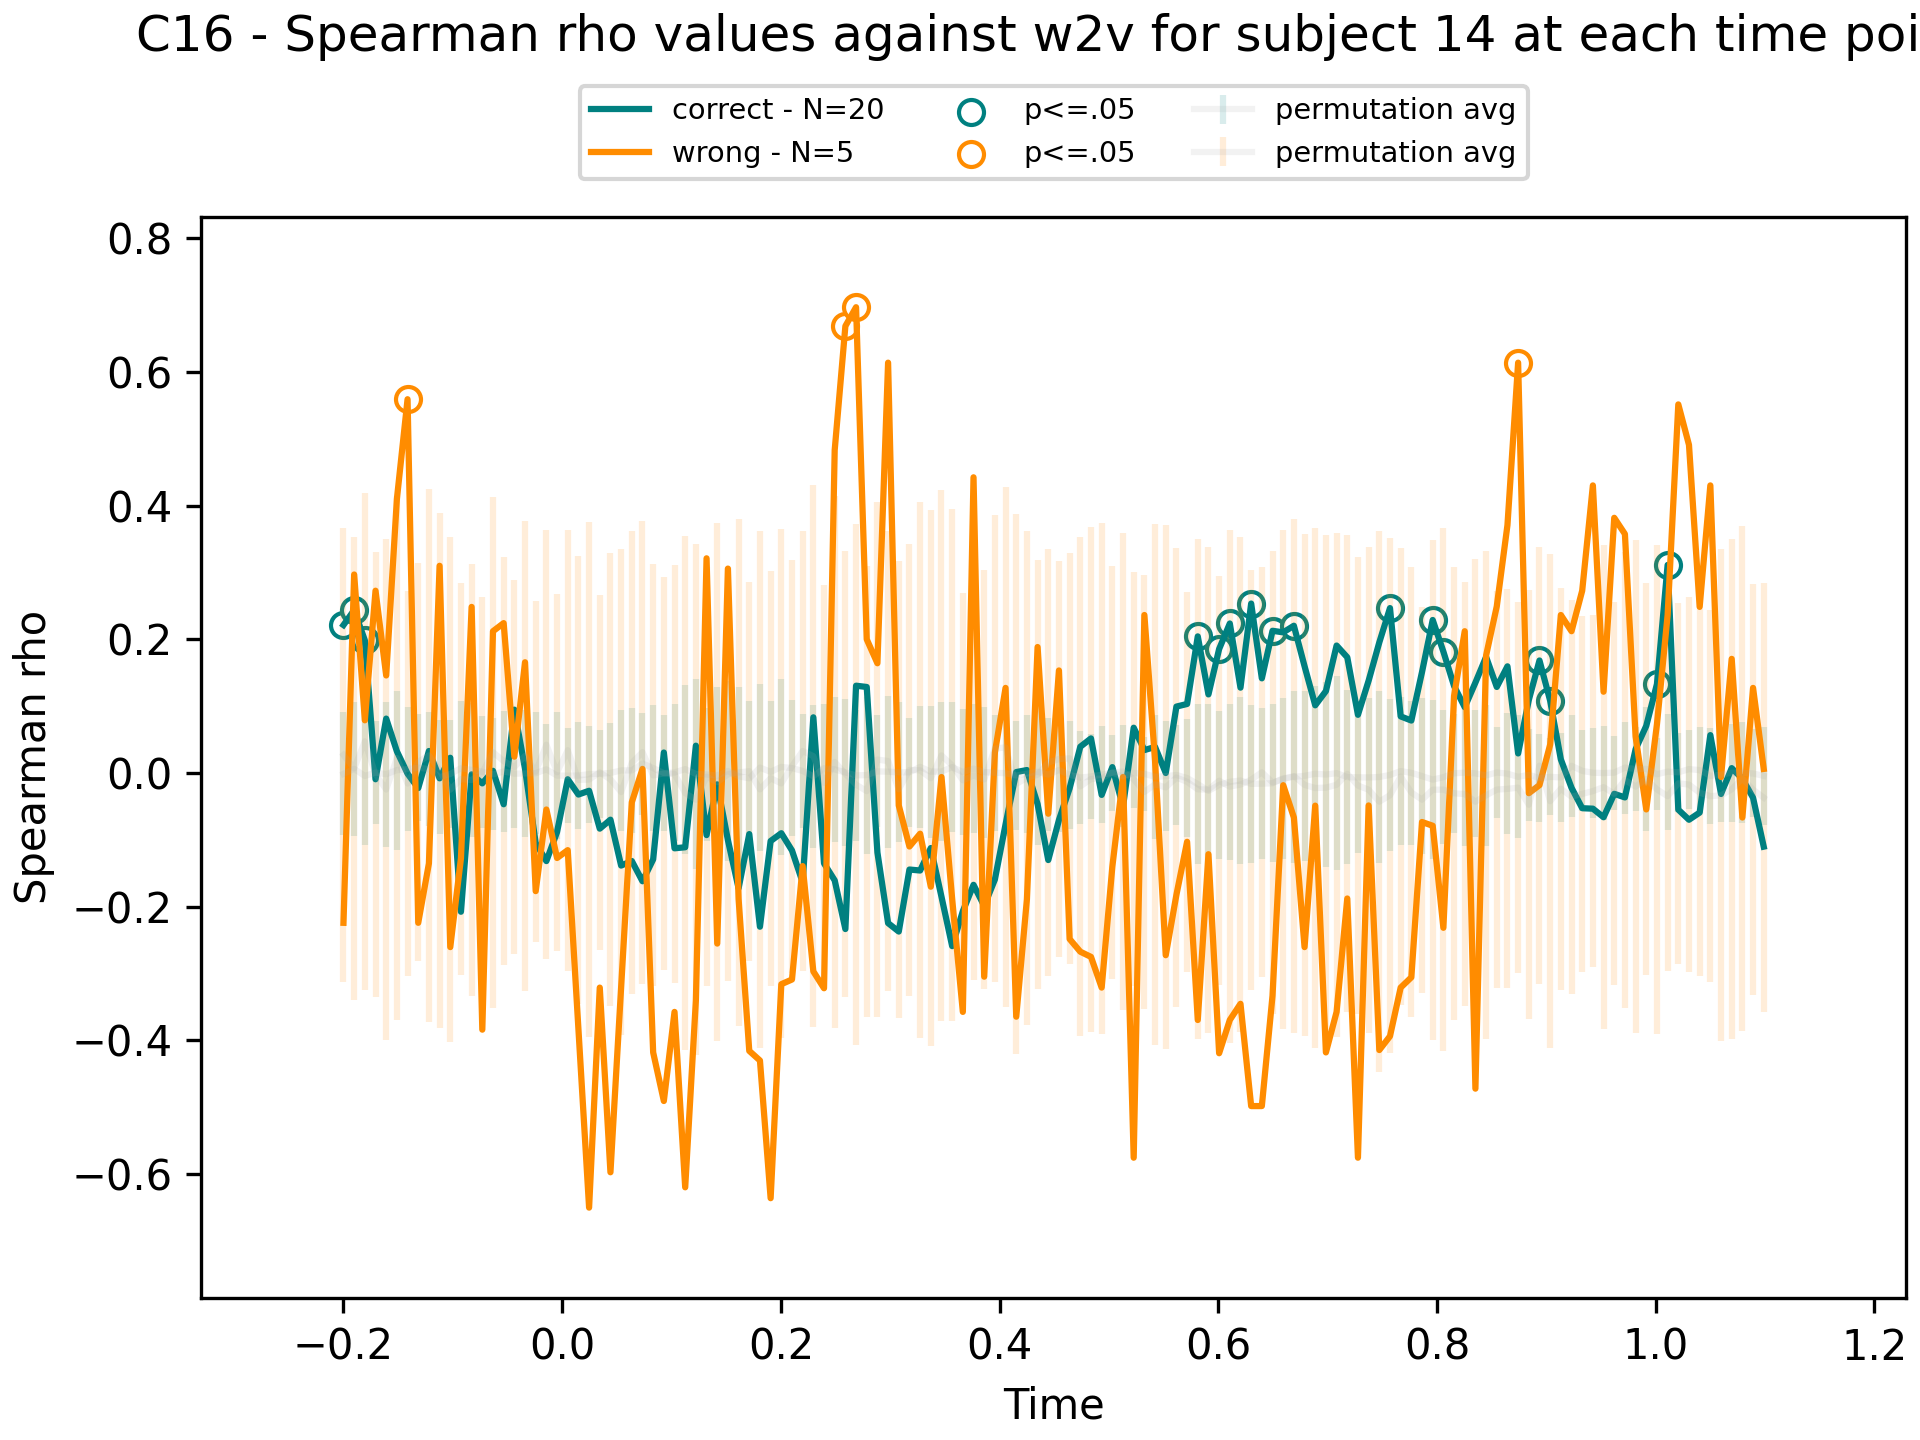 C16 - Spearman rho values against w2v for subject 14 at each time poi
correct - N=20
wrong - N=5
p<=.05
p<=.05
permutation avg
permutation avg
Spearman rho
0.8
0.6
0.4
0.2
0.0
−0.2
−0.4
−0.6
−0.2
0.0
0.2
0.4
0.6
0.8
1.0
1.2
Time